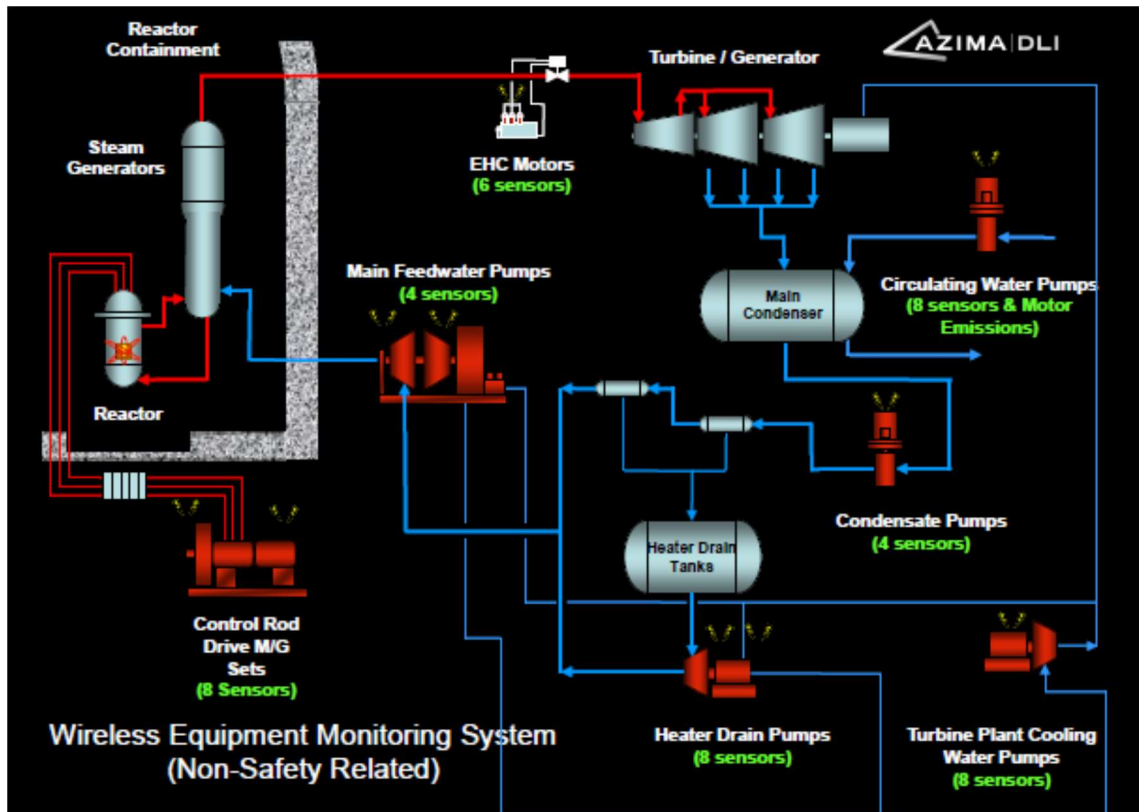 Reactor
Containment
AZIMA DLI
Turbine / Generator
Steam
Generators
EHC Motors
(6 sensors)
Main Feedwater Pumps
(4 sensors)
Main
Condenser
Circulating Water Pumps
(8 sensors & Motor
Emissions)
Reactor
Condensate Pumps
(4 sensors)
Heater Drain
Tanks
Control Rod
Drive M/G
Sets
(8 Sensors)
Heater Drain Pumps
(8 sensors)
Turbine Plant Cooling
Water Pumps
(8 sensors)
Wireless Equipment Monitoring System
(Non-Safety Related)